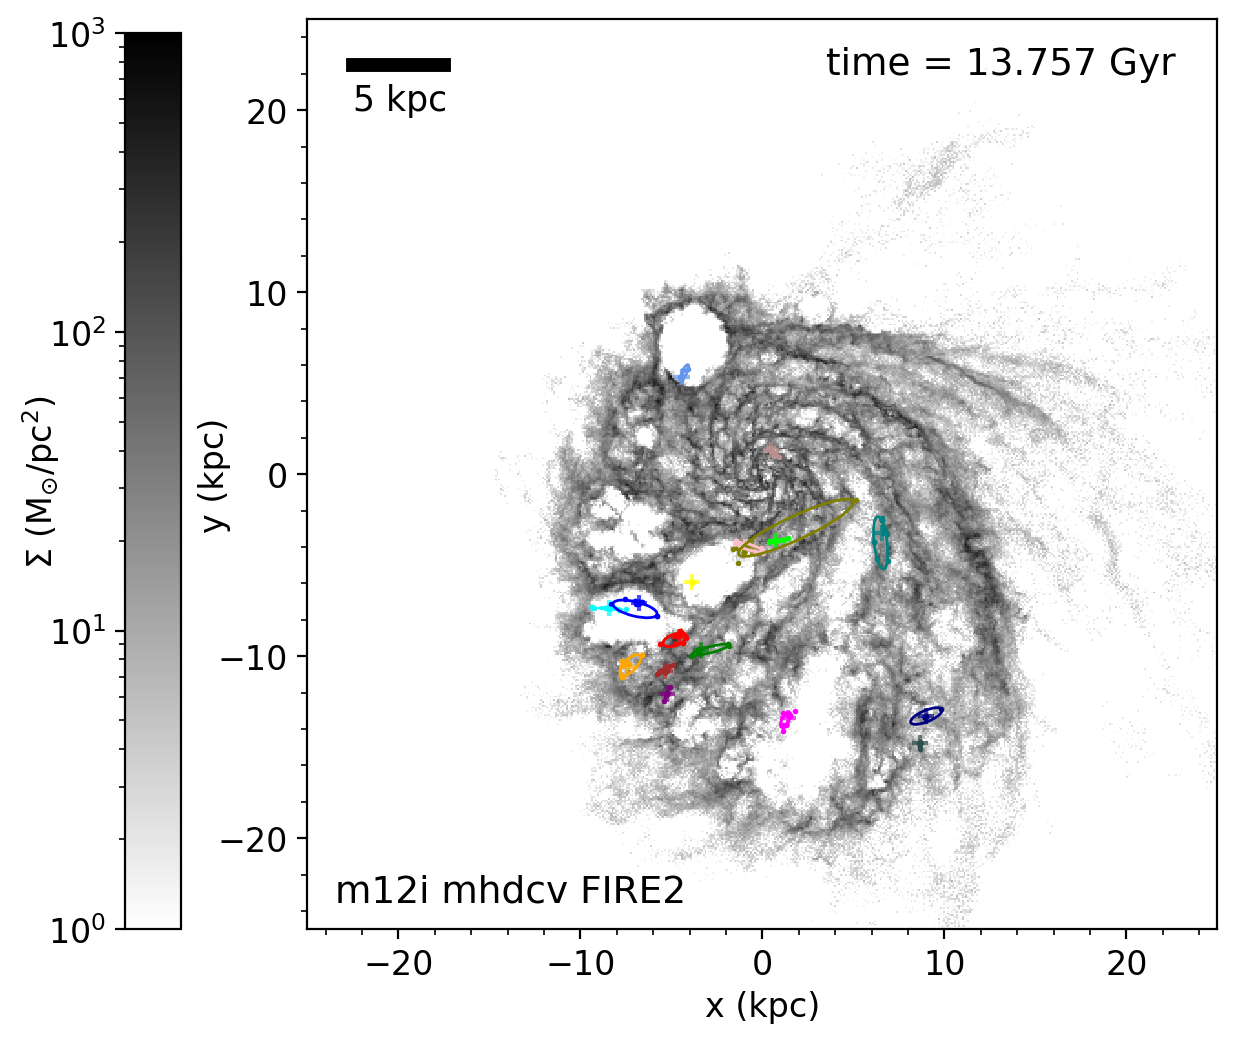 10³
10²
10¹
10⁰
Σ (M⊙/pc²)
y (kpc)
20
10
0
−10
−20
5 kpc
time = 13.757 Gyr
m12i mhdcv FIRE2
−20 −10 0 10 20
x (kpc)